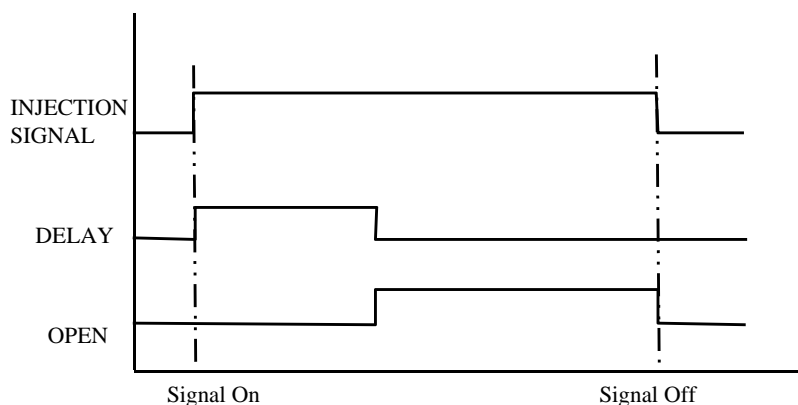 INJECTION
SIGNAL
DELAY
OPEN
Signal On
Signal Off